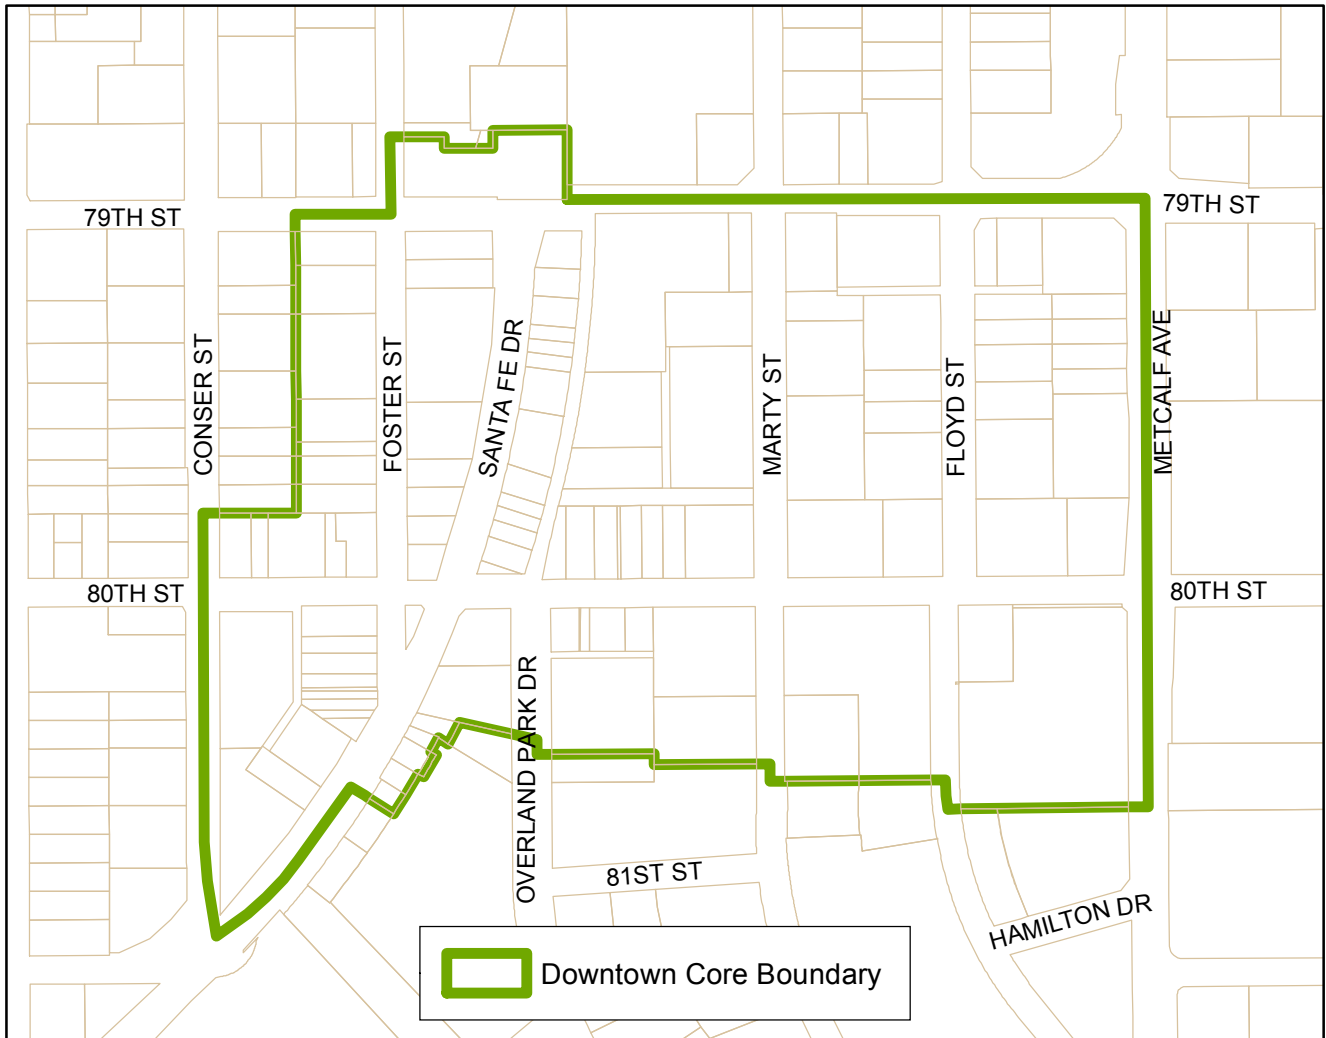 79TH ST
79TH ST
CONSER ST
FOSTER ST
SANTA FE DR
MARTY ST
FLOYD ST
METCALF AVE
80TH ST
80TH ST
OVERLAND PARK DR
81ST ST
HAMILTON DR
Downtown Core Boundary